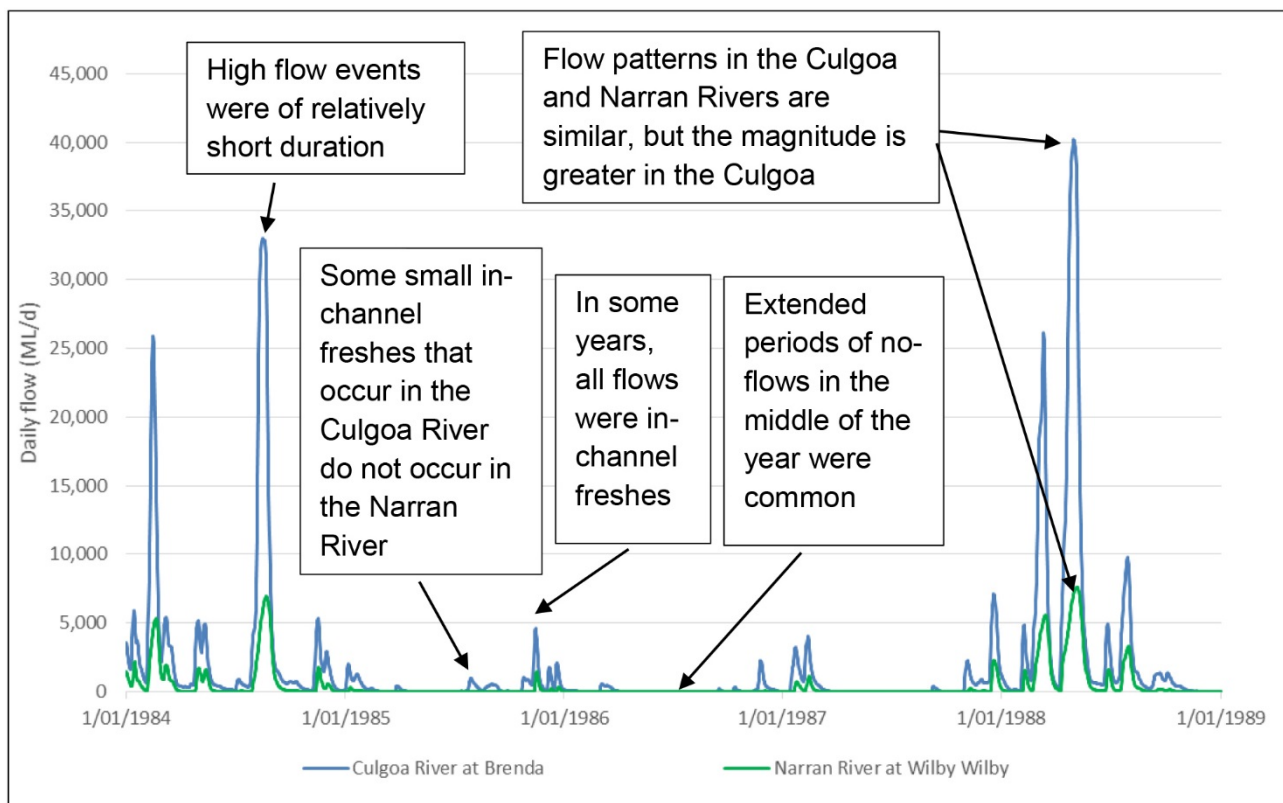 High flow events
were of relatively
short duration
Flow patterns in the Culgoa
and Narran Rivers are
similar, but the magnitude is
greater in the Culgoa
Some small in-
channel
freshes that
occur in the
Culgoa River
do not occur in
the Narran
River
In some
years,
all flows
were in-
channel
freshes
Extended
periods of no-
flows in the
middle of the
year were
common
Daily flow (ML/d)
45,000
40,000
35,000
30,000
25,000
20,000
15,000
10,000
5,000
0
1/01/1984
1/01/1985
1/01/1986
1/01/1987
1/01/1988
1/01/1989
Culgoa River at Brenda
Narran River at Wilby Wilby